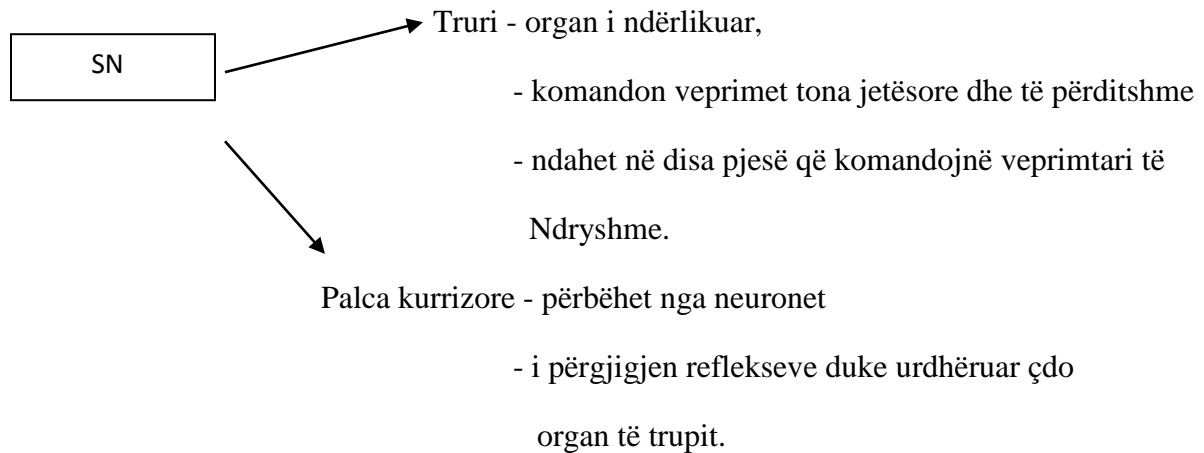 Truri - organ i ndërlikuar,
SN
- komandon veprimet tona jetësore dhe të përditshme
- ndahet në disa pjesë që komandojnë veprimtari të
Ndryshme.
Palca kurrizore - përbëhet nga neuronet
- i përgjigjen reflekseve duke urdhëruar çdo
organ të trupit.